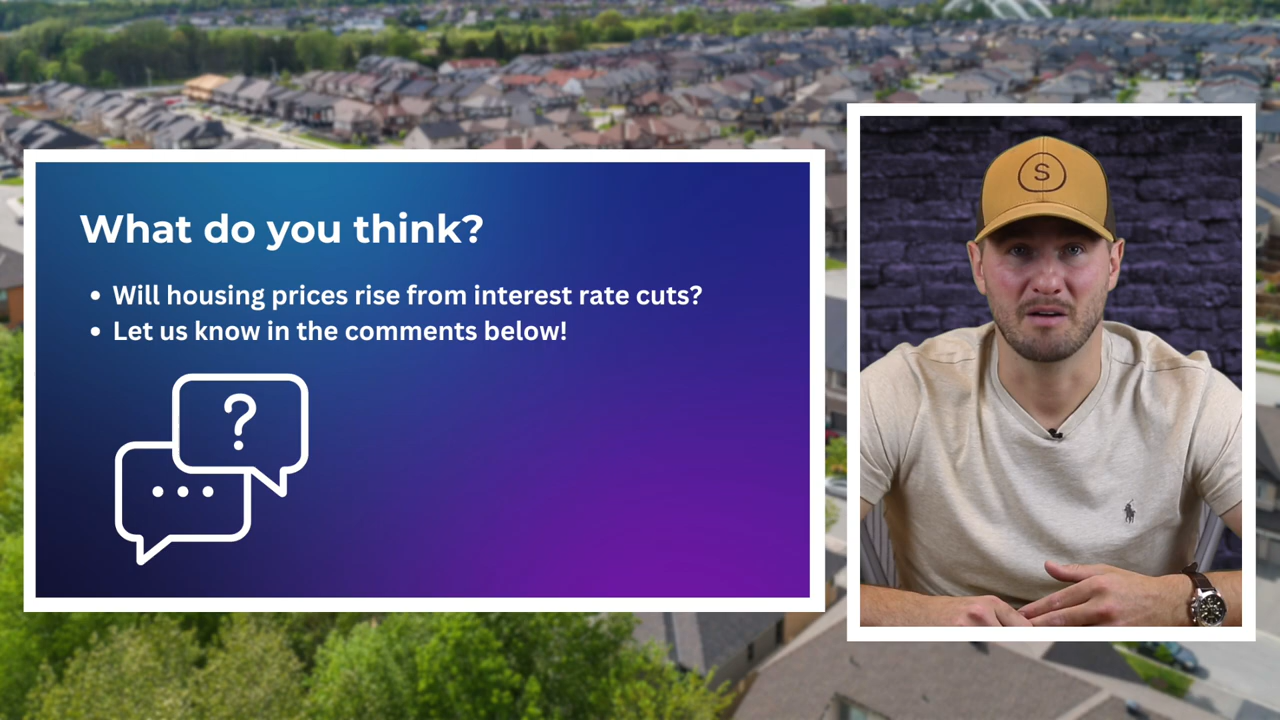 What do you think?
Will housing prices rise from interest rate cuts?
Let us know in the comments below!
?
S